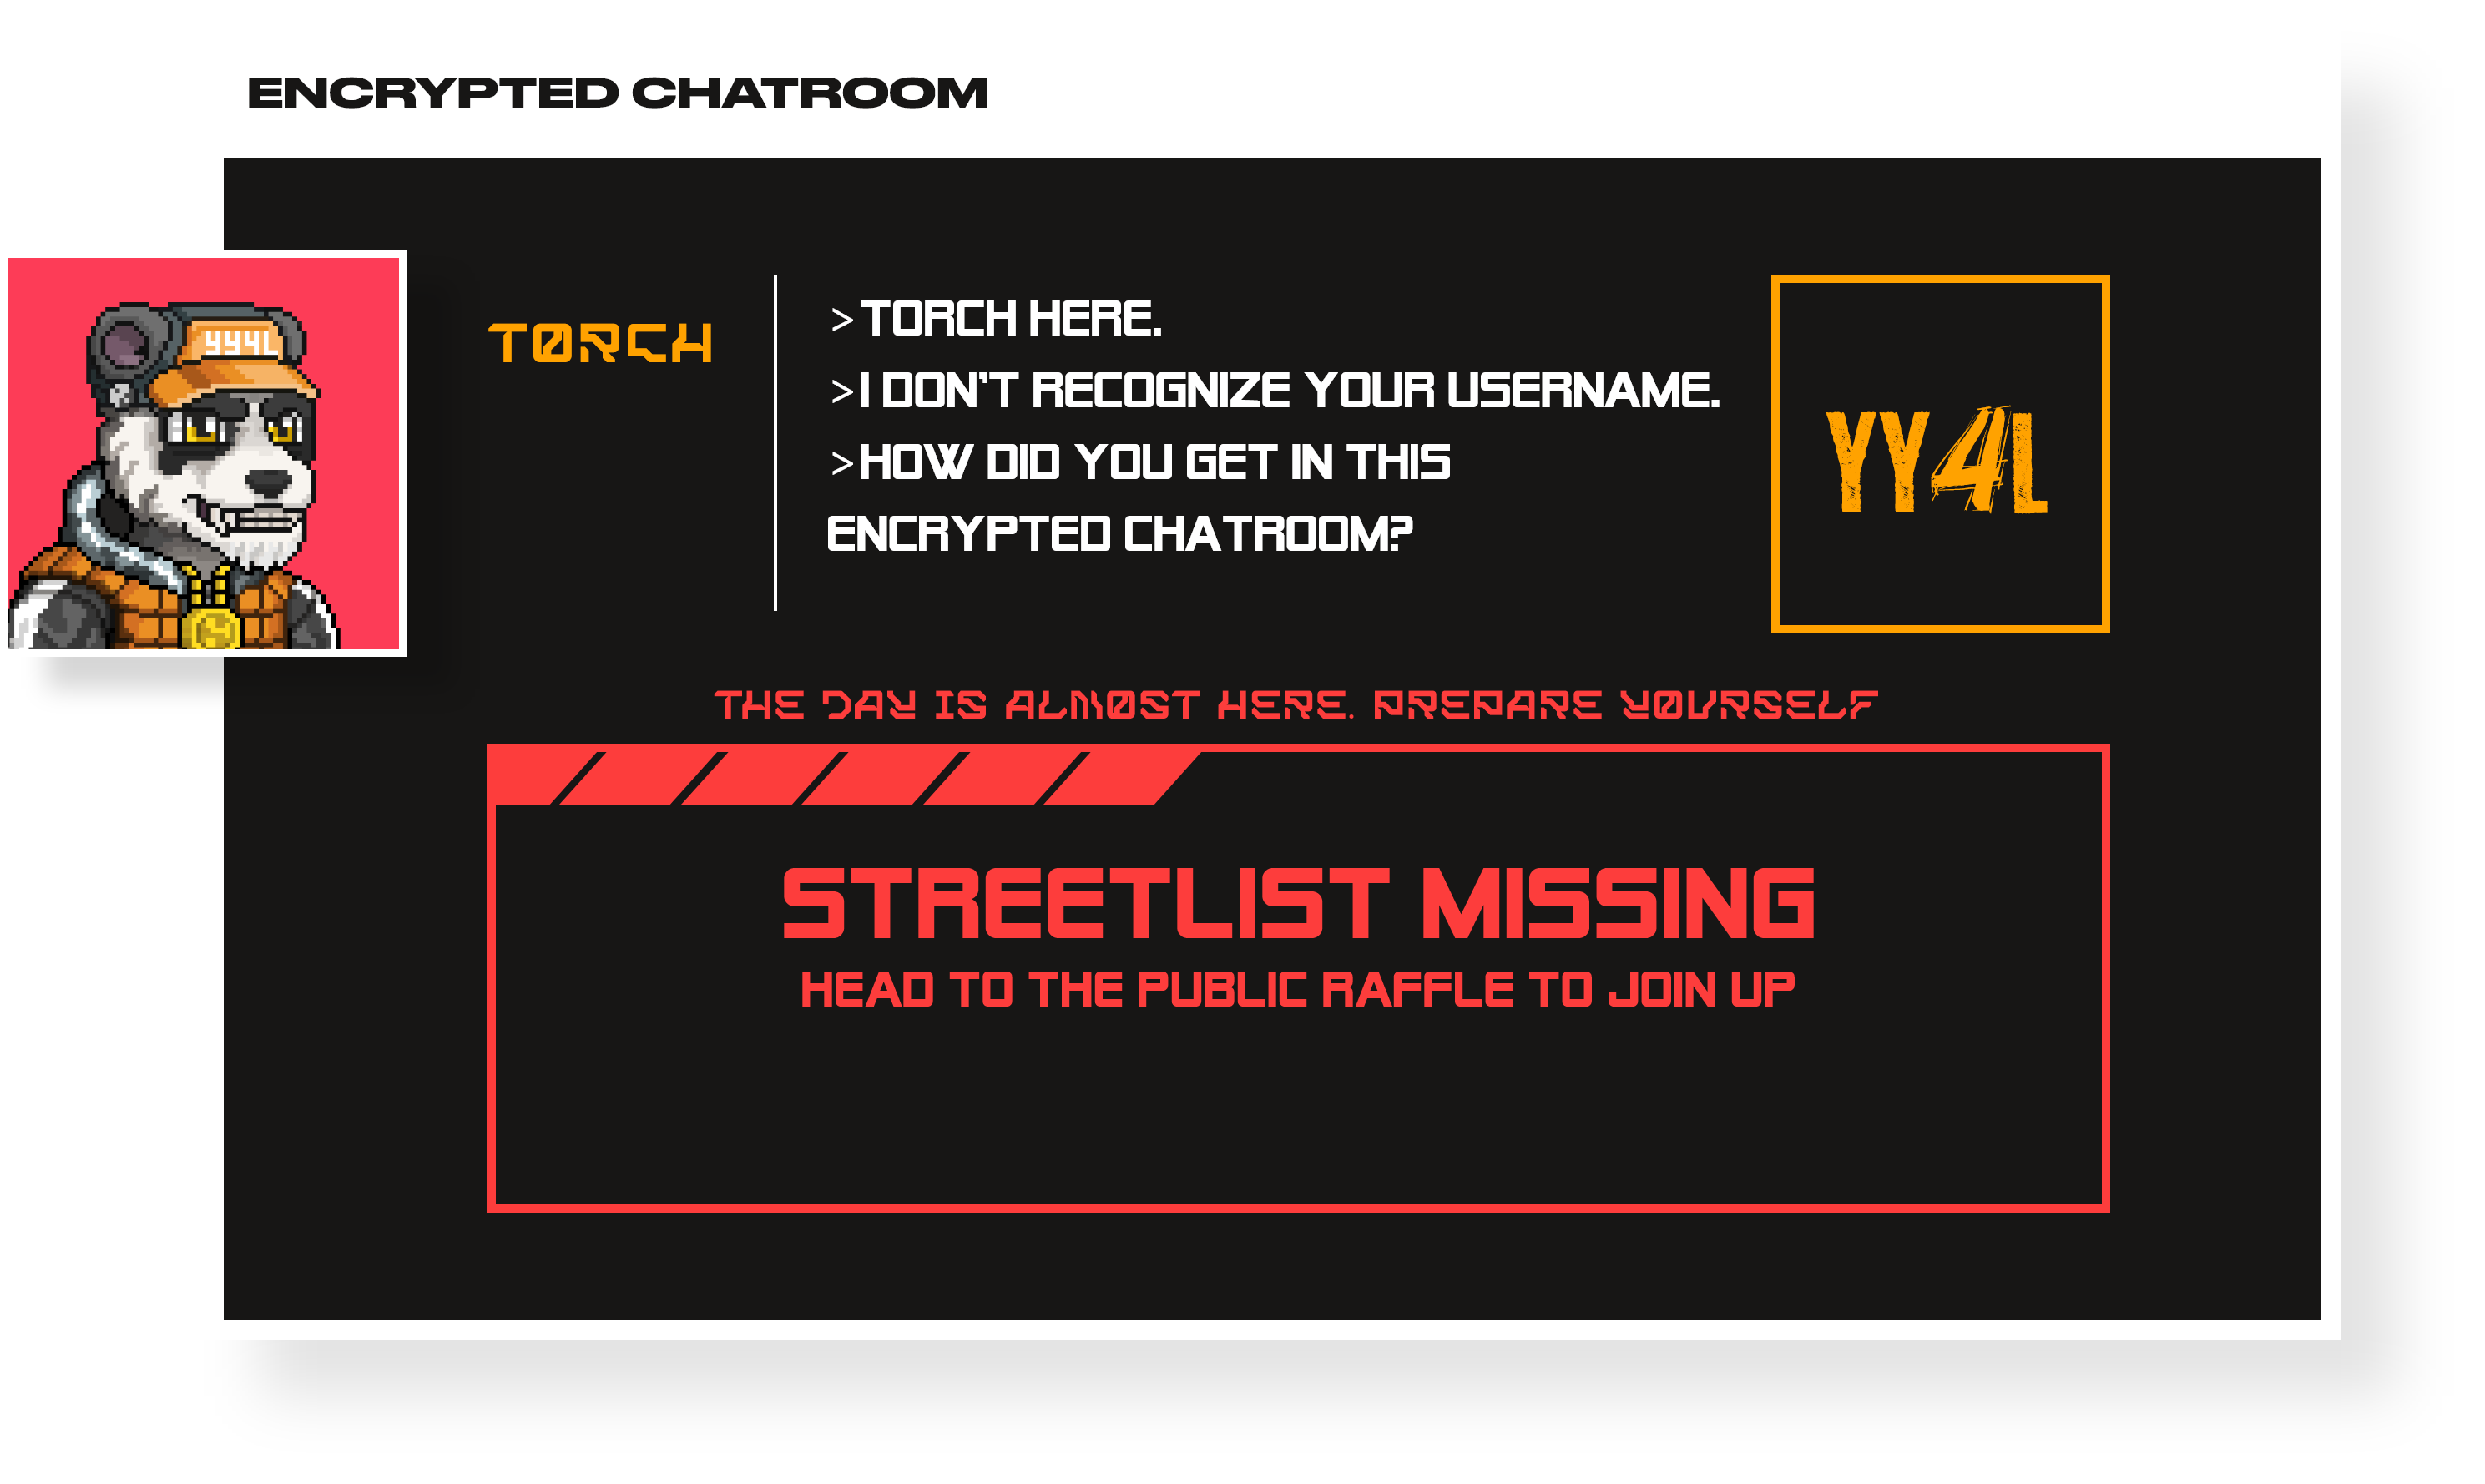 ENCRYPTED CHATROOM
YY4L
TORCH
>TORCH HERE.
>I DON'T RECOGNIZE YOUR USERNAME.
>HOW DID YOU GET IN THIS
ENCRYPTED CHATROOM?
YY4L
THE DAY IS ALMOST HERE. PREPARE YOURSELF
STREETLIST MISSING
HEAD TO THE PUBLIC RAFFLE TO JOIN UP